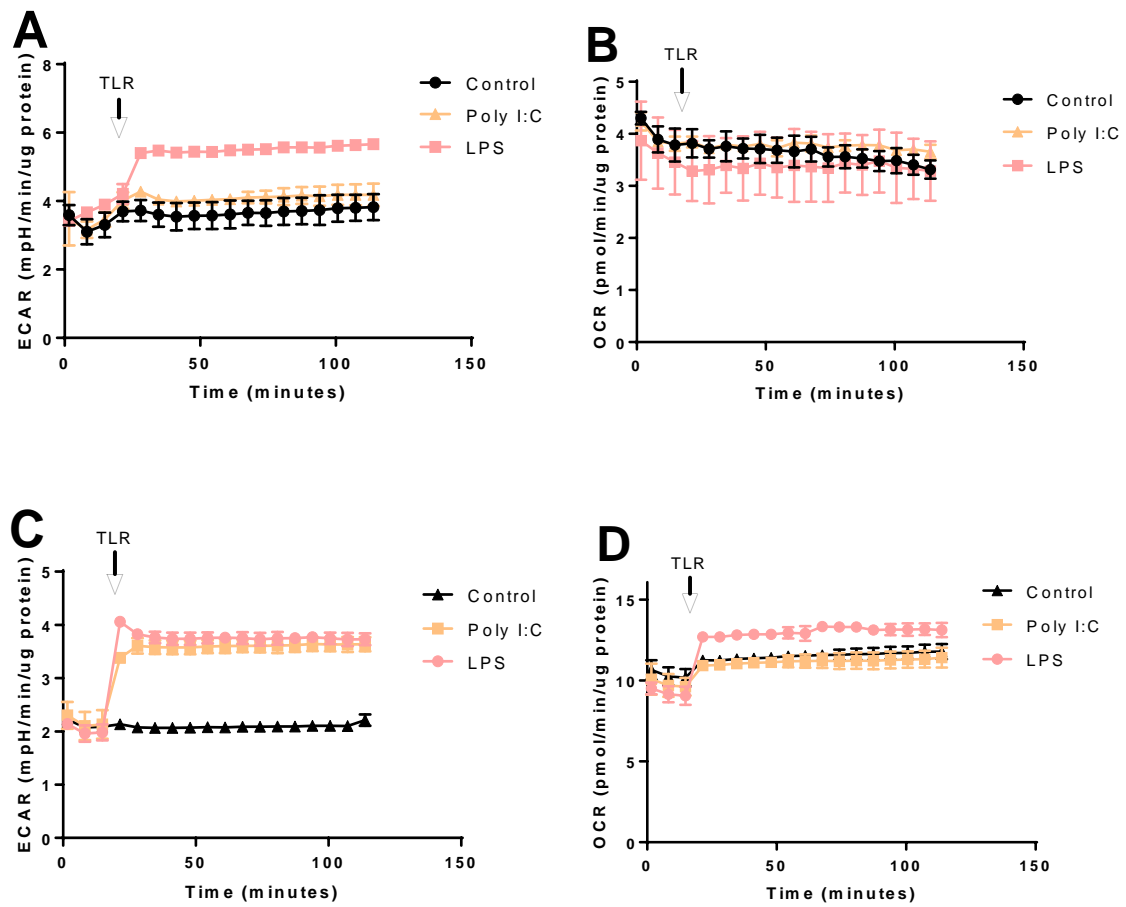 A
ECAR (mpH/min/ug protein)
8
6
4
2
0
0
50
100
150
Time (minutes)
TLR
Control
Poly I:C
LPS
B
OCR (pmol/min/ug protein)
5
4
3
2
1
0
0
50
100
150
Time (minutes)
TLR
Control
Poly I:C
LPS
C
ECAR (mpH/min/ug protein)
5
4
3
2
1
0
0
50
100
150
Time (minutes)
TLR
Control
Poly I:C
LPS
D
OCR (pmol/min/ug protein)
15
10
5
0
0
50
100
150
Time (minutes)
TLR
Control
Poly I:C
LPS